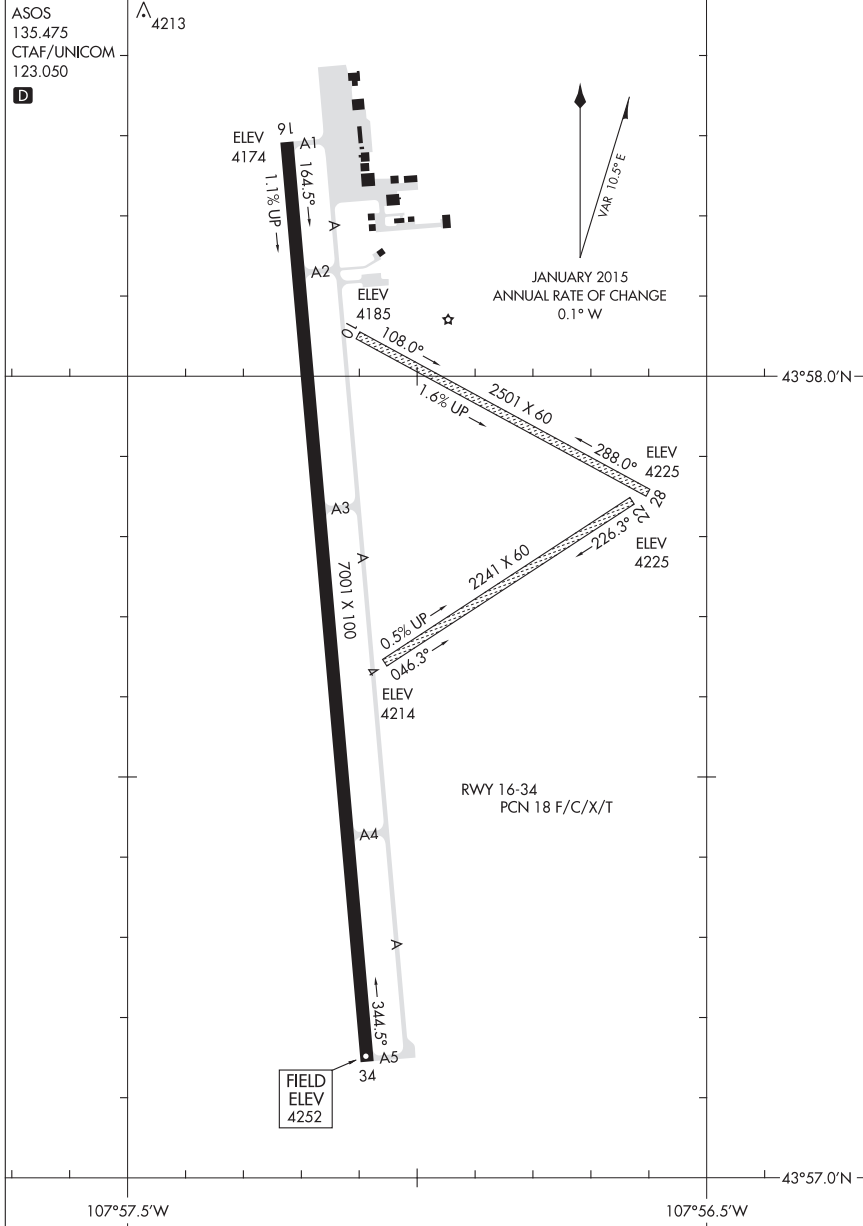 ASOS
135.475
CTAF/UNICOM
123.050
D
4213
16
ELEV
4174
A1
164.5°
1.1% UP
A
A2
VAR 10.5° E
JANUARY 2015
ANNUAL RATE OF CHANGE
0.1° W
ELEV
4185
10
108.0°
1.6% UP
2501 X 60
43°58.0'N
288.0°
ELEV
4225
28
22
226.3°
ELEV
4225
A3
A
7001 X 100
2241 X 60
0.5% UP
046.3°
4
ELEV
4214
RWY 16-34
PCN 18 F/C/X/T
A4
A
344.5°
A5
34
FIELD
ELEV
4252
43°57.0'N
107°57.5'W
107°56.5'W